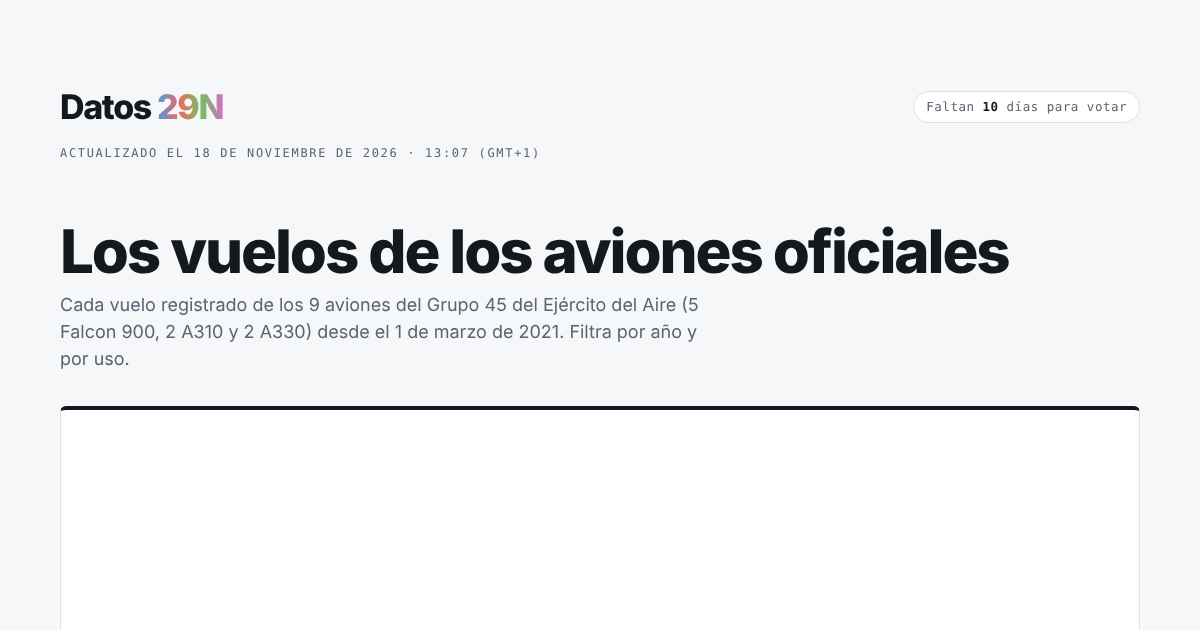 Datos 29N
Faltan 10 días para votar
ACTUALIZADO EL 18 DE NOVIEMBRE DE 2026 · 13:07 (GMT+1)
Los vuelos de los aviones oficiales
Cada vuelo registrado de los 9 aviones del Grupo 45 del Ejército del Aire (5
Falcon 900, 2 A310 y 2 A330) desde el 1 de marzo de 2021. Filtra por año y
por uso.